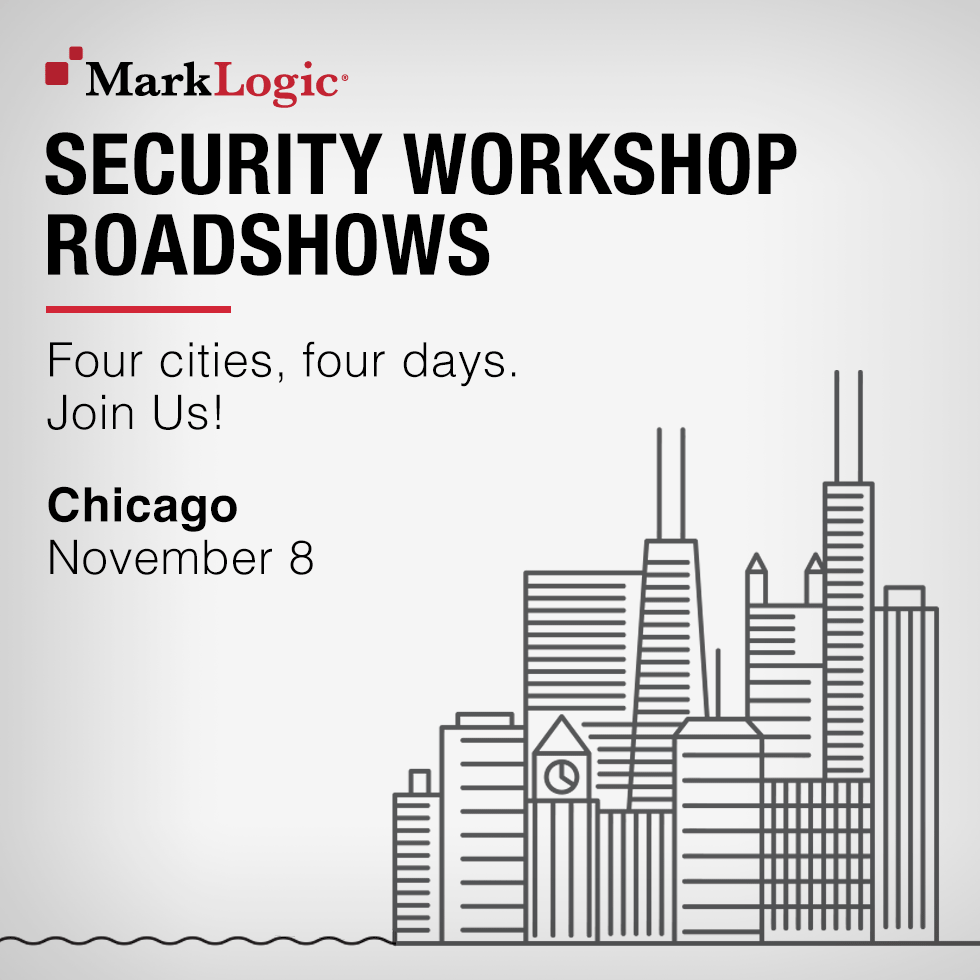 MarkLogic®
SECURITY WORKSHOP
ROADSHOWS
Four cities, four days.
Join Us!
Chicago
November 8